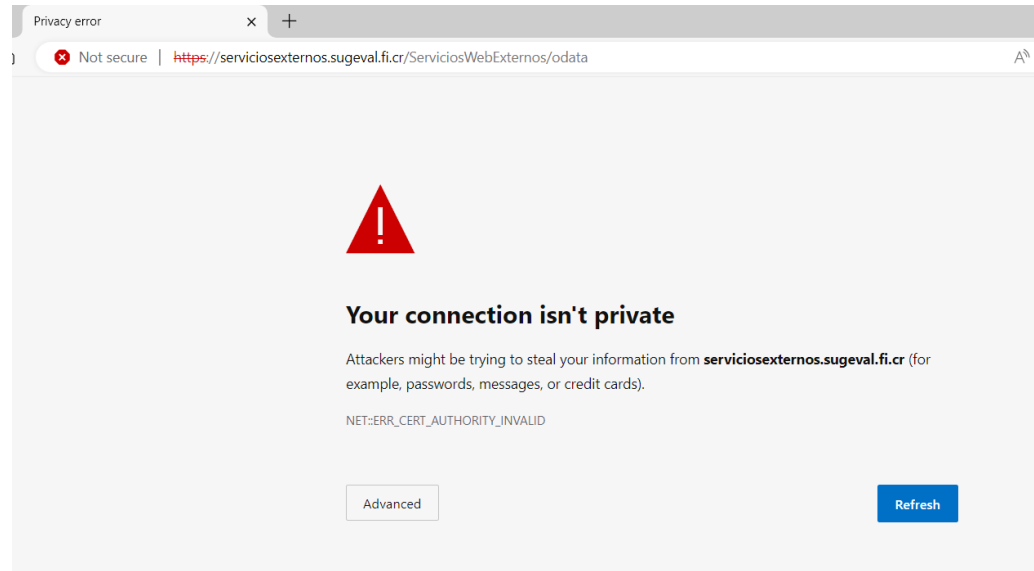 Privacy error
Not secure | https://serviciosexternos.sugeval.fi.cr/ServiciosWebExternos/odata
Your connection isn't private
Attackers might be trying to steal your information from serviciosexternos.sugeval.fi.cr (for
example, passwords, messages, or credit cards).
NET::ERR_CERT_AUTHORITY_INVALID
Advanced
Refresh